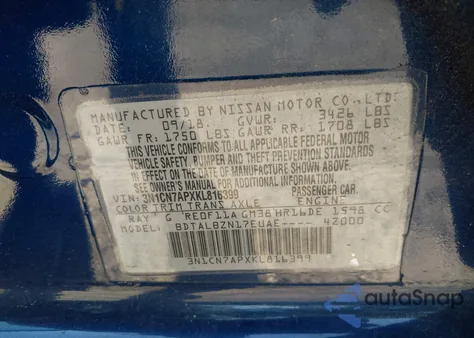 MANUFACTURED BY NISSAN MOTOR CO., LTD.
DATE: 09/18 GVWR: 3426 LBS
GAWR FR: 1750 LBS GAWR RR: 1708 LBS
THIS VEHICLE CONFORMS TO ALL APPLICABLE FEDERAL MOTOR
VEHICLE SAFETY, BUMPER AND THEFT PREVENTION STANDARDS
IN EFFECT ON THE DATE OF MANUFACTURE SHOWN ABOVE.
SEE OWNER'S MANUAL FOR ADDITIONAL INFORMATION
VIN: 3N1CN7APXKL816399 PASSENGER CAR
COLOR TRIM TRANS AXLE ENGINE
RAY G RE0F11A GM38 HR16DE 1598 CC
MODEL: BDTALBZN17EUAE---- 42000
3N1CN7APXKL816399
autoSnap